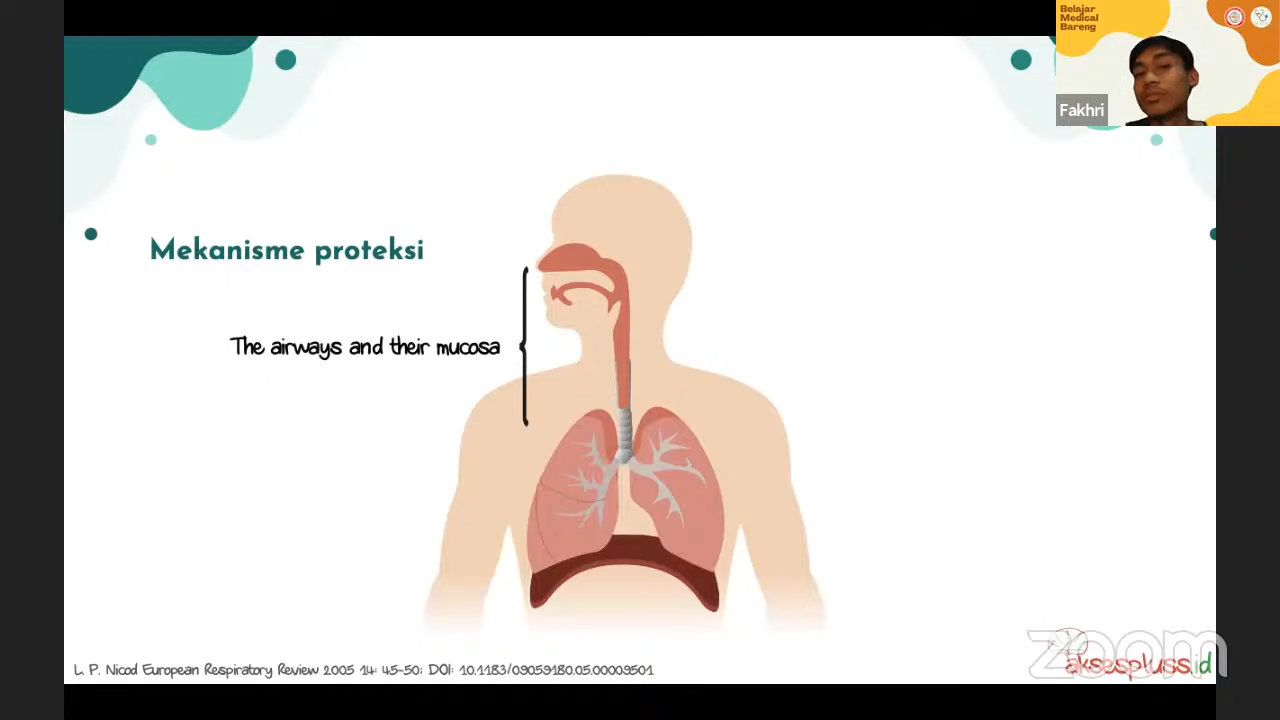 Belajar
Medical
Bareng
Fakhri
Mekanisme proteksi
The airways and their mucosa
L. P. Nicod European Respiratory Review 2005 14: 45-50; DOI: 10.1183/09059180.05.00009501
zoom
aksespluss.id